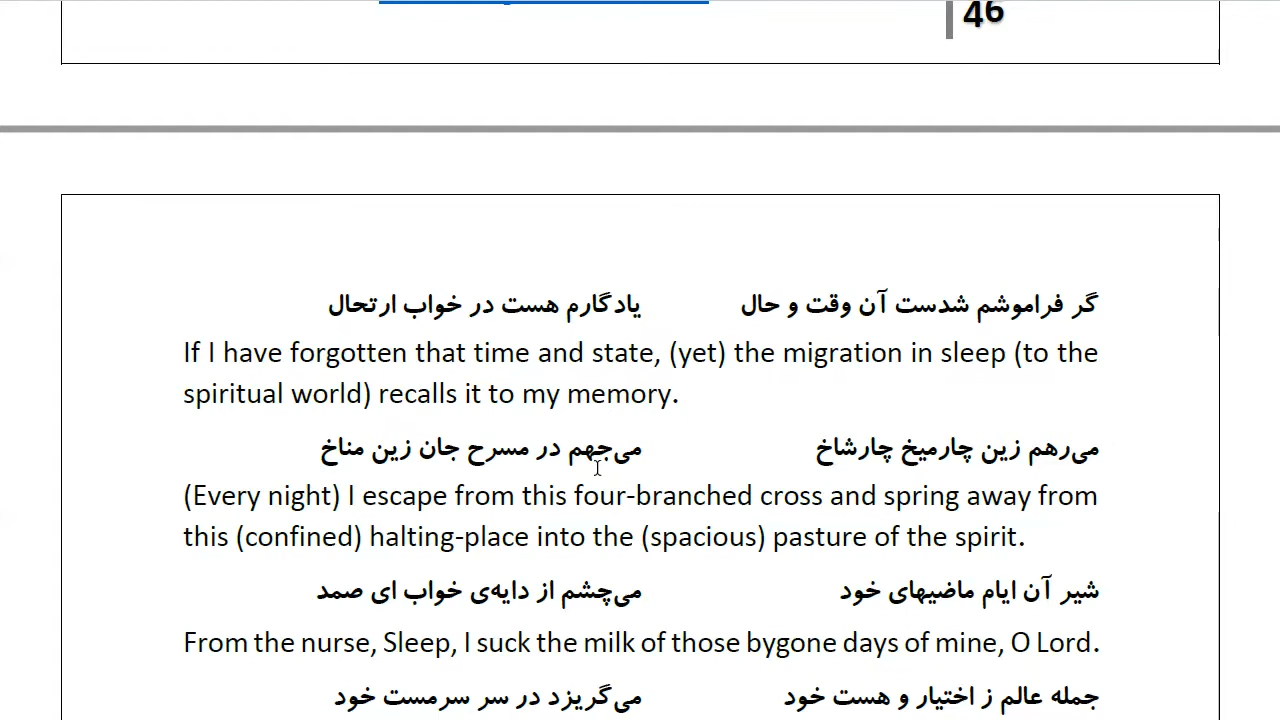 46
گر فراموشم شدست آن وقت و حال یادگارم هست در خواب ارتحال
If I have forgotten that time and state, (yet) the migration in sleep (to the
spiritual world) recalls it to my memory.
می‌رهم زین چارمیخ چارشاخ می‌جهم در مسرح جان زین مناخ
(Every night) I escape from this four-branched cross and spring away from
this (confined) halting-place into the (spacious) pasture of the spirit.
شیر آن ایام ماضیهای خود می‌چشم از دایه‌ی خواب ای صمد
From the nurse, Sleep, I suck the milk of those bygone days of mine, O Lord.
جمله عالم ز اختیار و هست خود می‌گریزد در سر سرمست خود